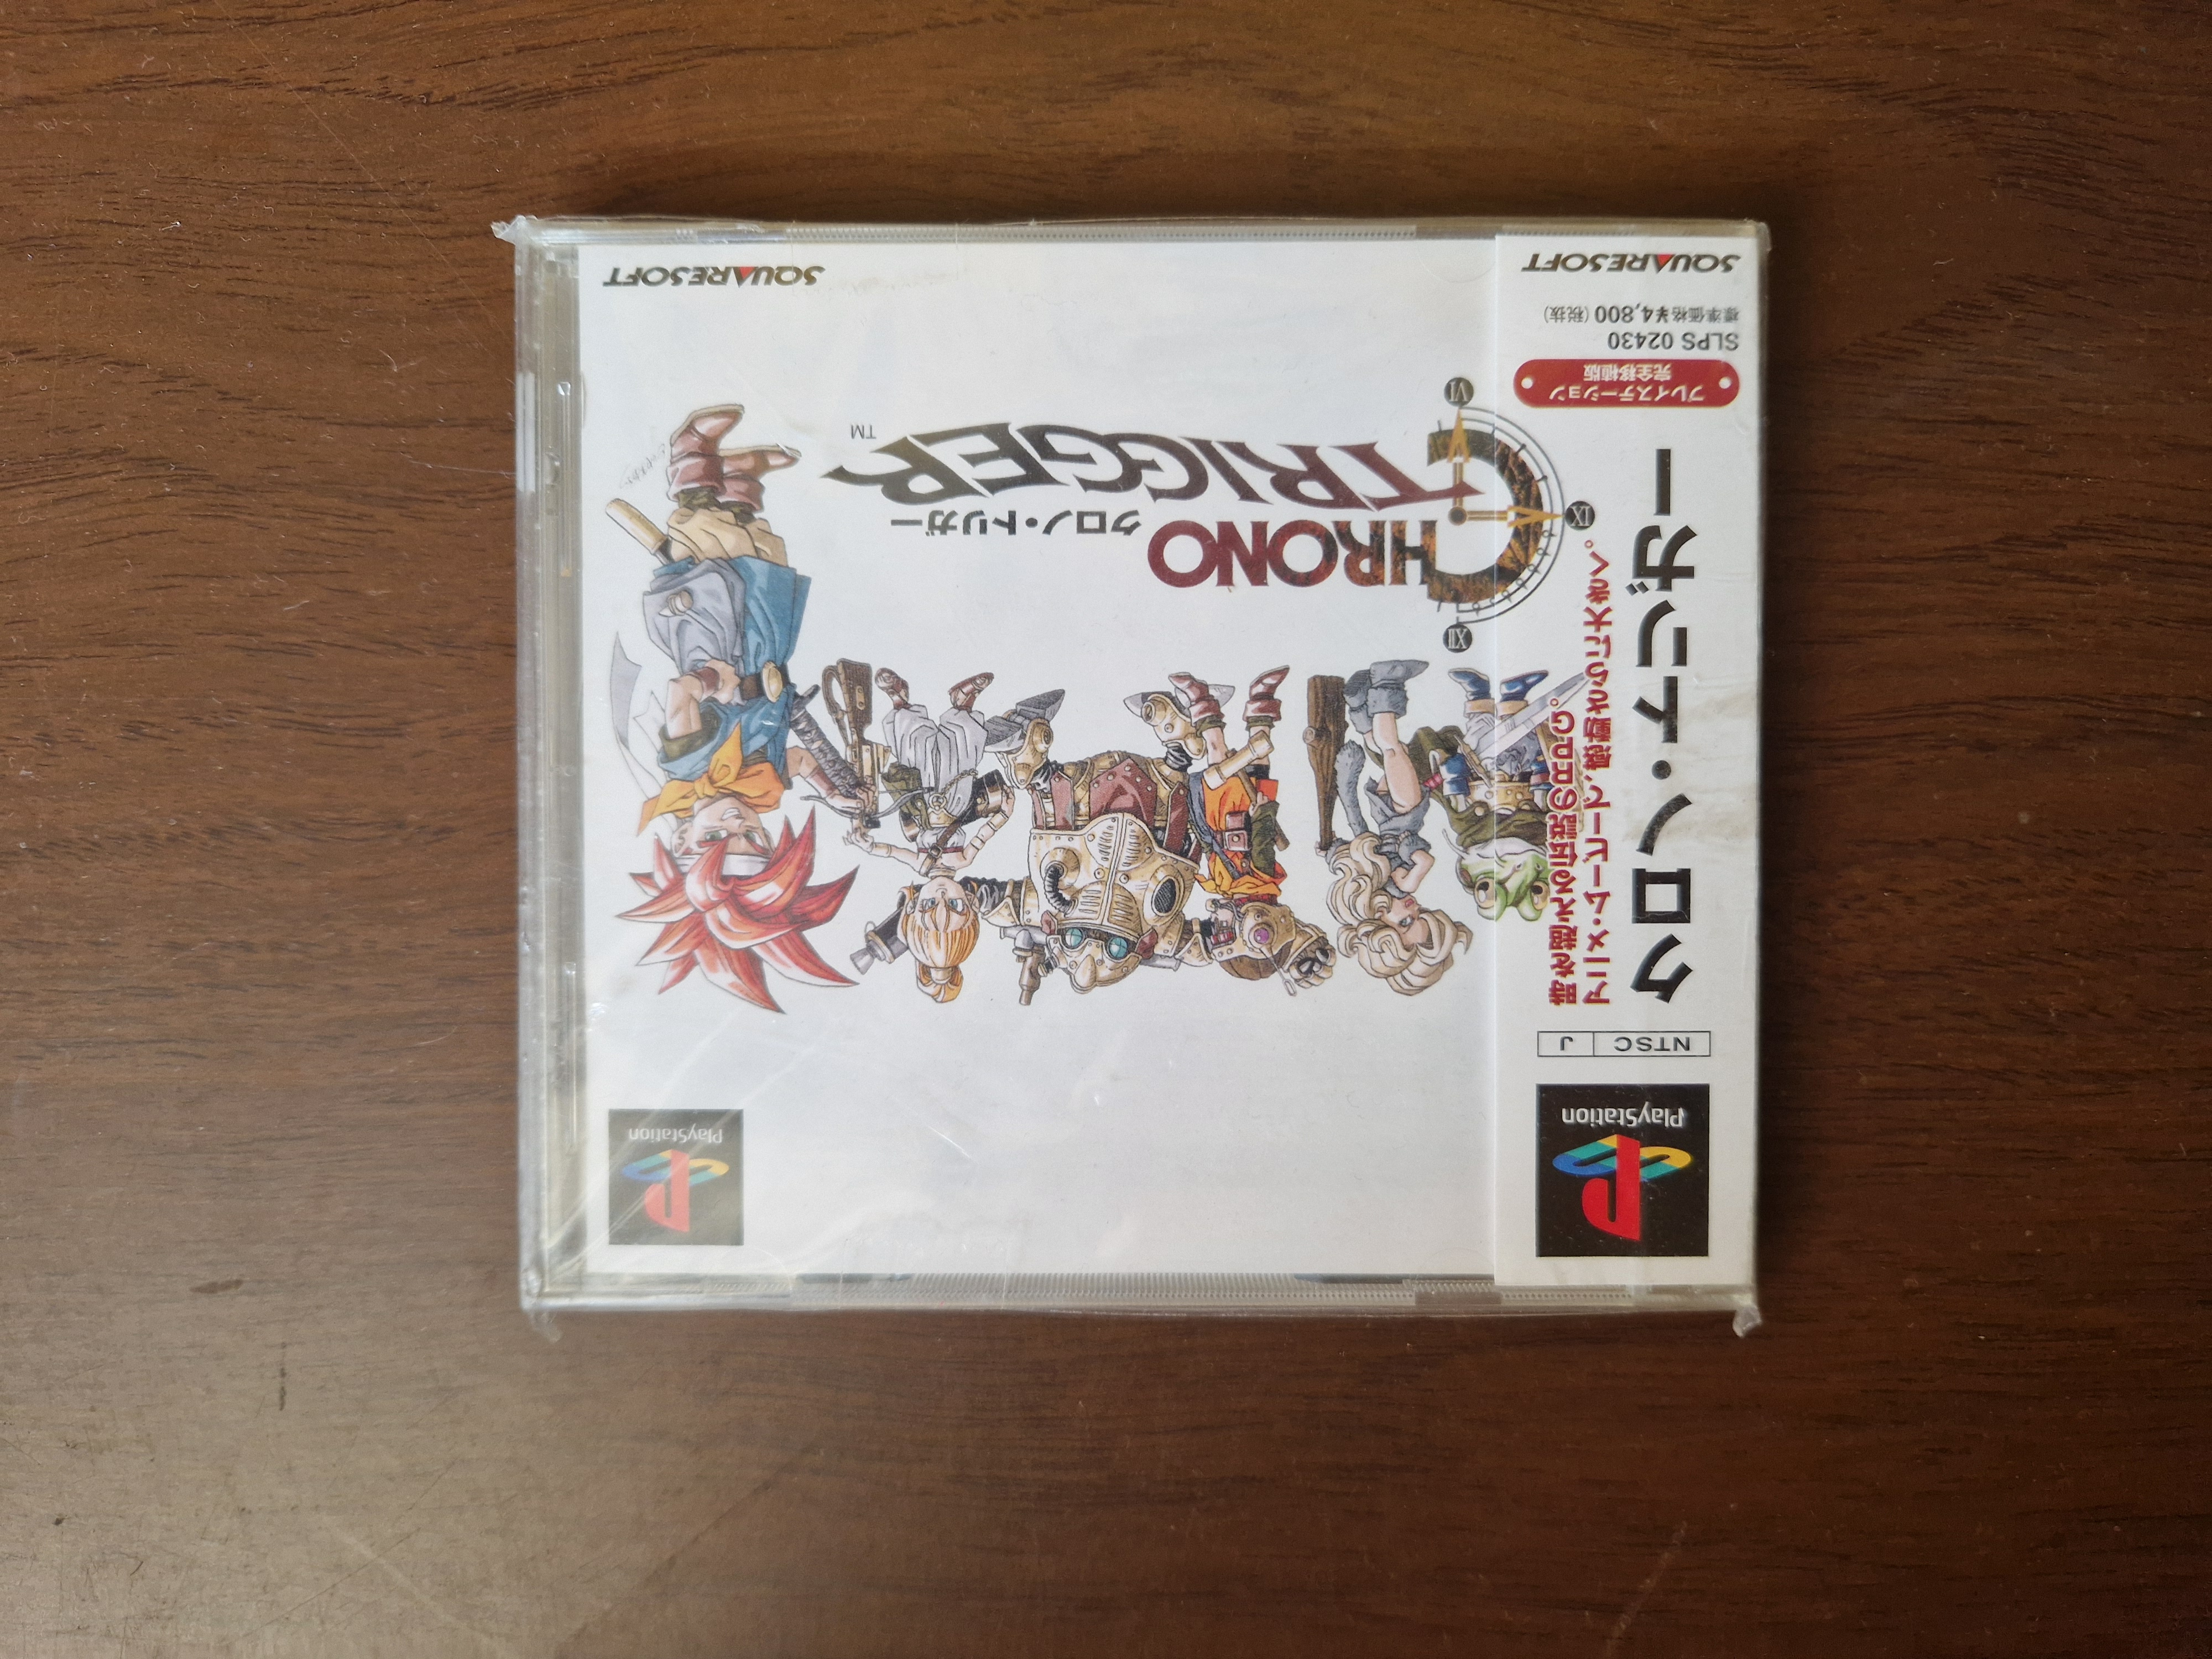 PlayStation
NTSC J
時を超える伝説のRPG。
アニメ・ムービーで、感動さらに大きく。
クロノ・トリガー
プレイステーション
完全移植版
SLPS 02430
標準価格¥4,800(税抜)
SQUARESOFT
PlayStation
XII
CHRONO
クロノ・トリガー
TRIGGER
TM
IX
VI
SQUARESOFT